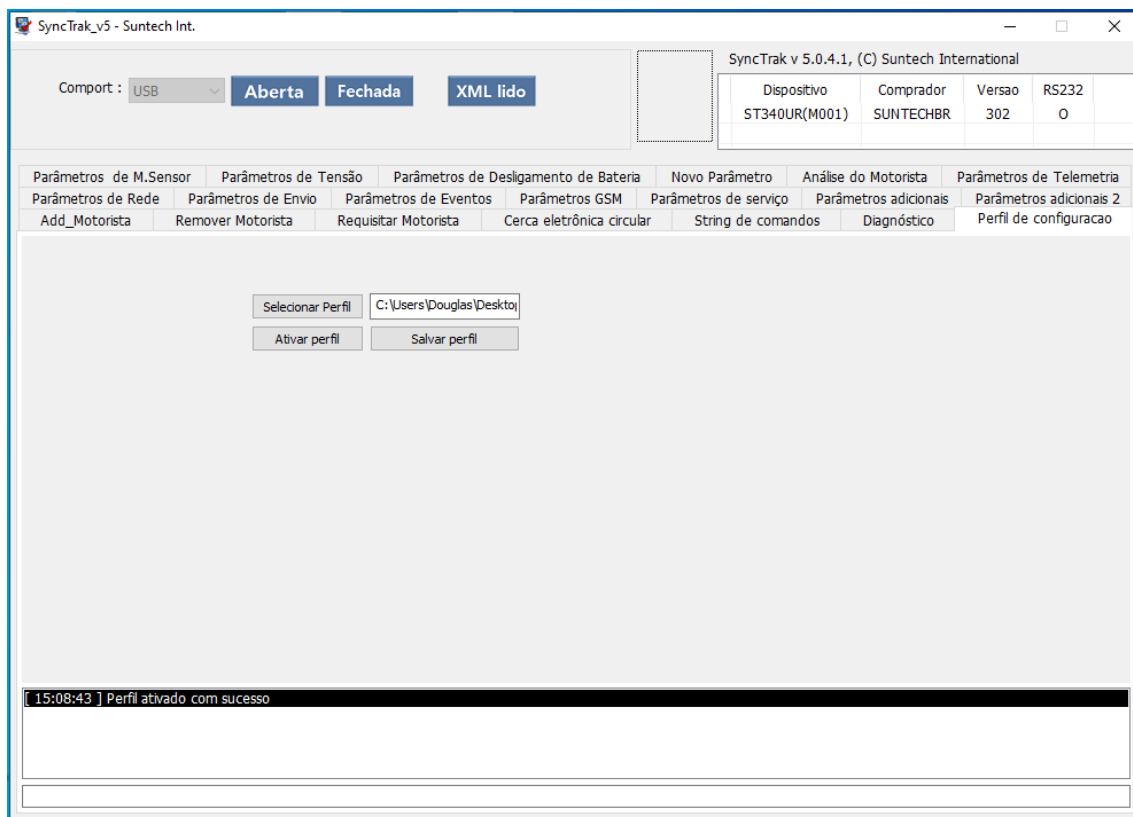 SyncTrak_v5 - Suntech Int.
SyncTrak v 5.0.4.1, (C) Suntech International
Comport : USB Aberta Fechada XML lido
Dispositivo Comprador Versao RS232
ST340UR(M001) SUNTECHBR 302 O
Parâmetros de M.Sensor Parâmetros de Tensão Parâmetros de Desligamento de Bateria Novo Parâmetro Análise do Motorista Parâmetros de Telemetria
Parâmetros de Rede Parâmetros de Envio Parâmetros de Eventos Parâmetros GSM Parâmetros de serviço Parâmetros adicionais Parâmetros adicionais 2
Add_Motorista Remover Motorista Requisitar Motorista Cerca eletrônica circular String de comandos Diagnóstico Perfil de configuracao
Selecionar Perfil C:\Users\Douglas\Desktop
Ativar perfil Salvar perfil
[ 15:08:43 ] Perfil ativado com sucesso